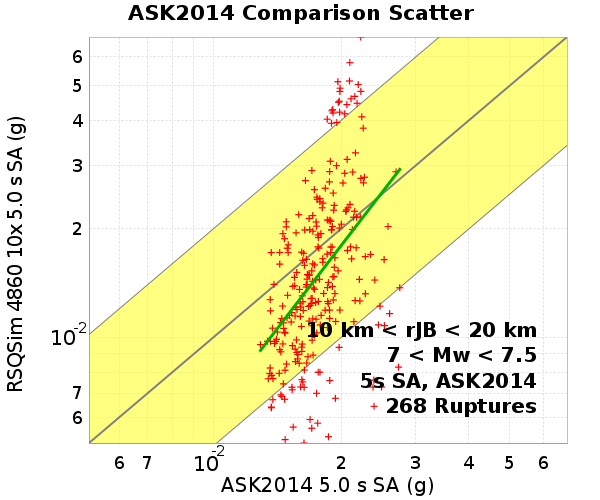 ASK2014 Comparison Scatter
RSQSim 4860 10x 5.0 s SA (g)
6
5
4
3
2
10-2
7
6
10 km < rJB < 20 km
7 < Mw < 7.5
5s SA, ASK2014
268 Ruptures
6 7 10-2 2 3 4 5 6
ASK2014 5.0 s SA (g)